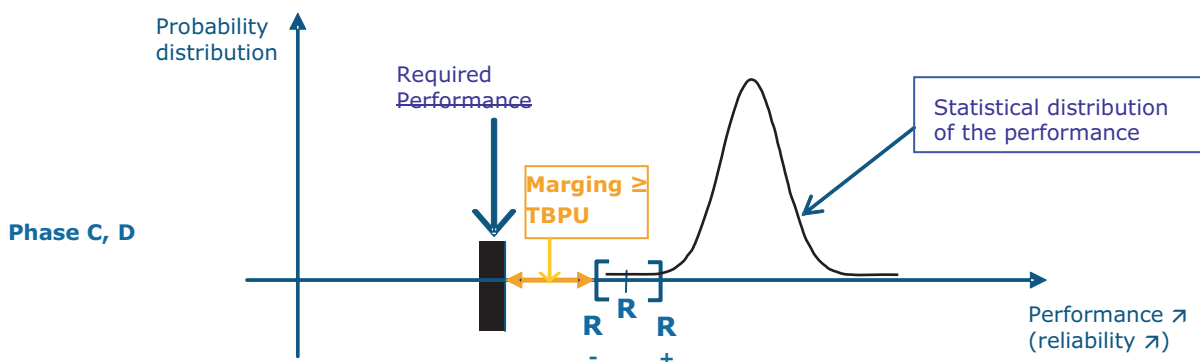 Probability
distribution
Required
Performance
Statistical distribution
of the performance
Marging ≥
TBPU
Phase C, D
R
R
R
-
+
Performance ↗
(reliability ↗)